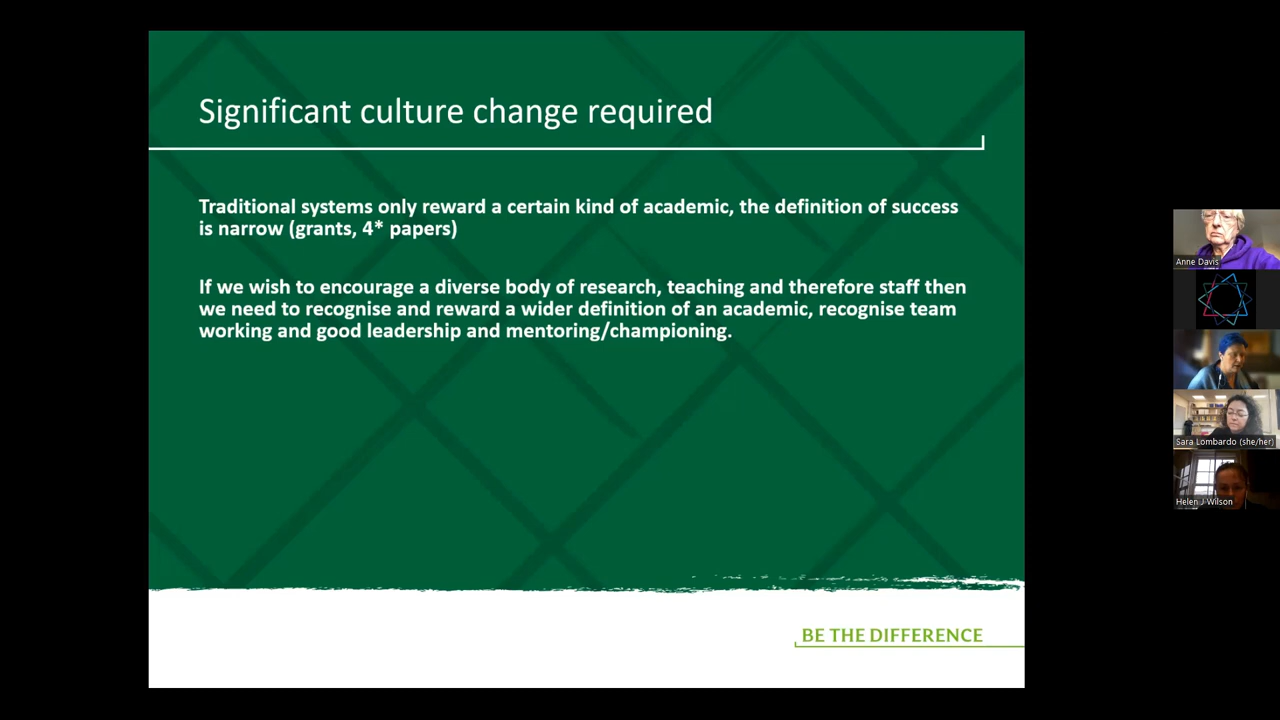 Significant culture change required
Traditional systems only reward a certain kind of academic, the definition of success
is narrow (grants, 4* papers)
If we wish to encourage a diverse body of research, teaching and therefore staff then
we need to recognise and reward a wider definition of an academic, recognise team
working and good leadership and mentoring/championing.
BE THE DIFFERENCE
Anne Davis
Sara Lombardo (she/her)
Helen J Wilson